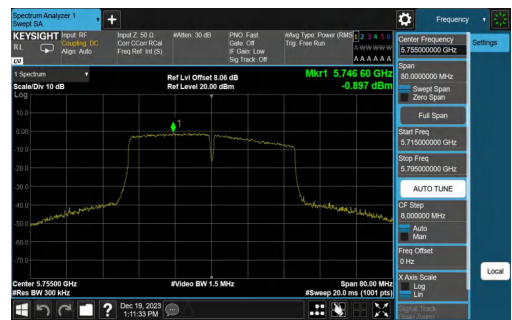 Spectrum Analyzer 1
Swept SA
Frequency
KEYSIGHT
RL
LV
Input: RF
Coupling: DC
Align: Auto
Input Z: 50 Ω
Corr CCorr RCal
Freq Ref: Int (S)
#Atten: 30 dB
PNO: Fast
Gate: Off
IF Gain: Low
Sig Track: Off
#Avg Type: Power (RMS)
Trig: Free Run
1 2 3 4 5 6
A W W W W W
A A A A A A
1 Spectrum
Scale/Div 10 dB
Log
Ref Lvl Offset 8.06 dB
Ref Level 20.00 dBm
Mkr1 5.746 60 GHz
-0.897 dBm
10.0
0.00
-10.0
-20.0
-30.0
-40.0
-50.0
-60.0
-70.0
1
Center 5.75500 GHz
#Res BW 300 kHz
#Video BW 1.5 MHz
Span 80.00 MHz
#Sweep 20.0 ms (1001 pts)
Center Frequency
5.755000000 GHz
Span
80.0000000 MHz
Swept Span
Zero Span
Full Span
Start Freq
5.715000000 GHz
Stop Freq
5.795000000 GHz
AUTO TUNE
CF Step
8.000000 MHz
Auto
Man
Freq Offset
0 Hz
X Axis Scale
Log
Lin
Signal Track
Settings
Local
?
Dec 19, 2023
1:11:33 PM